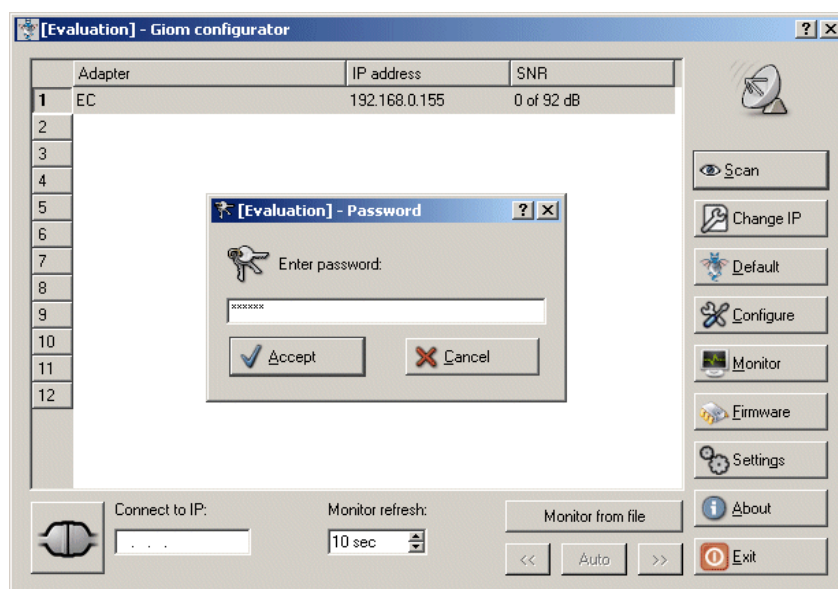 [Evaluation] - Giom configurator
Adapter IP address SNR
1 EC 192.168.0.155 0 of 92 dB
2
3
4
5
6
7
8
9
10
11
12
[Evaluation] - Password
Enter password:
******
Accept Cancel
Scan
Change IP
Default
Configure
Monitor
Firmware
Settings
About
Exit
Connect to IP:
. . .
Monitor refresh:
10 sec
Monitor from file
<< Auto >>